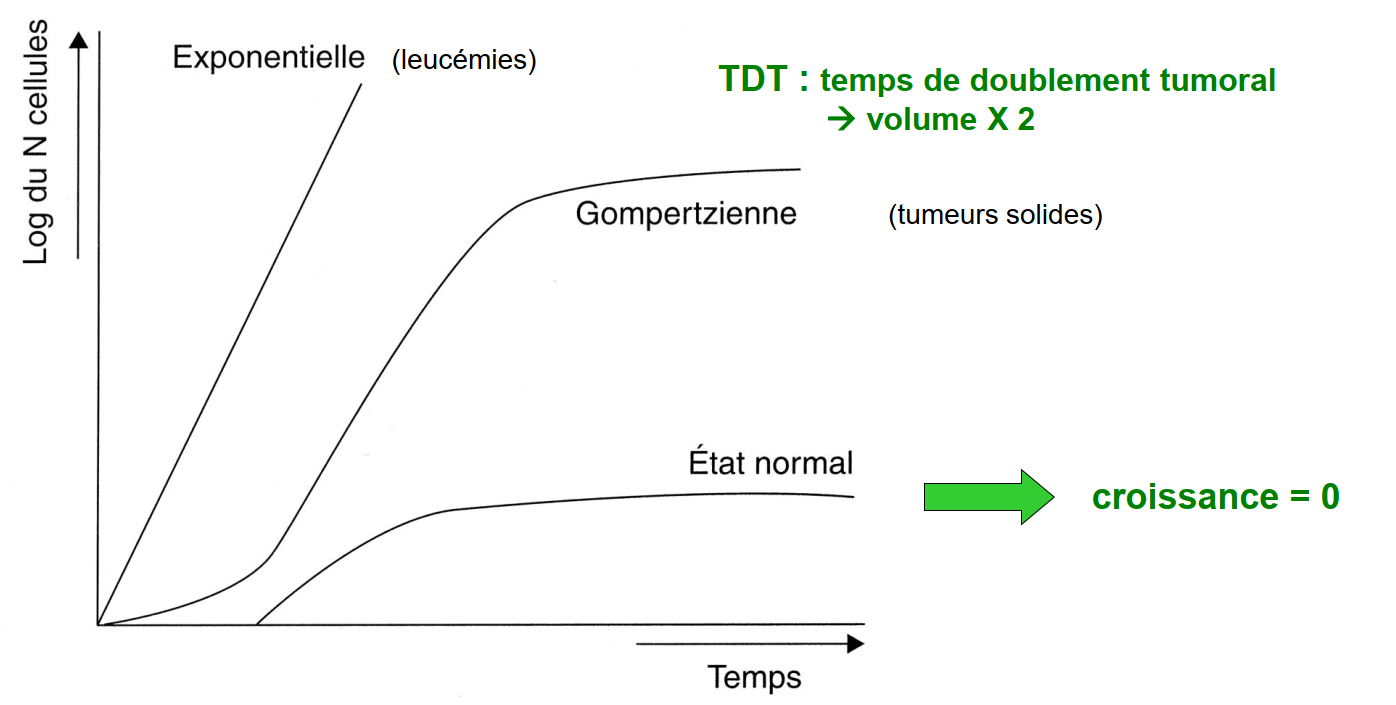 Log du N cellules
Exponentielle (leucémies)
TDT : temps de doublement tumoral
→ volume X 2
Gompertzienne (tumeurs solides)
État normal
croissance = 0
Temps